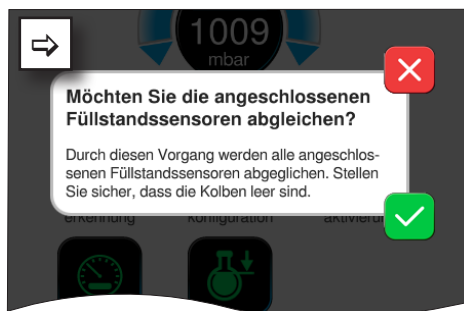 1009
mbar
Möchten Sie die angeschlossenen
Füllstandssensoren abgleichen?
Durch diesen Vorgang werden alle angeschlos-
senen Füllstandssensoren abgeglichen. Stellen
Sie sicher, dass die Kolben leer sind.
erkennung konfiguration aktivierung